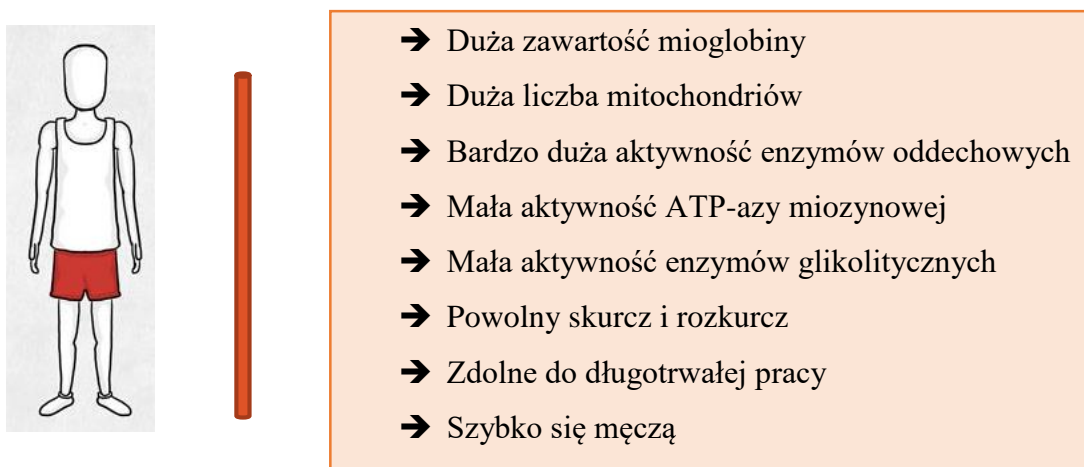 ➔ Duża zawartość mioglobiny
➔ Duża liczba mitochondriów
➔ Bardzo duża aktywność enzymów oddechowych
➔ Mała aktywność ATP-azy miozynowej
➔ Mała aktywność enzymów glikolitycznych
➔ Powolny skurcz i rozkurcz
➔ Zdolne do długotrwałej pracy
➔ Szybko się męczą